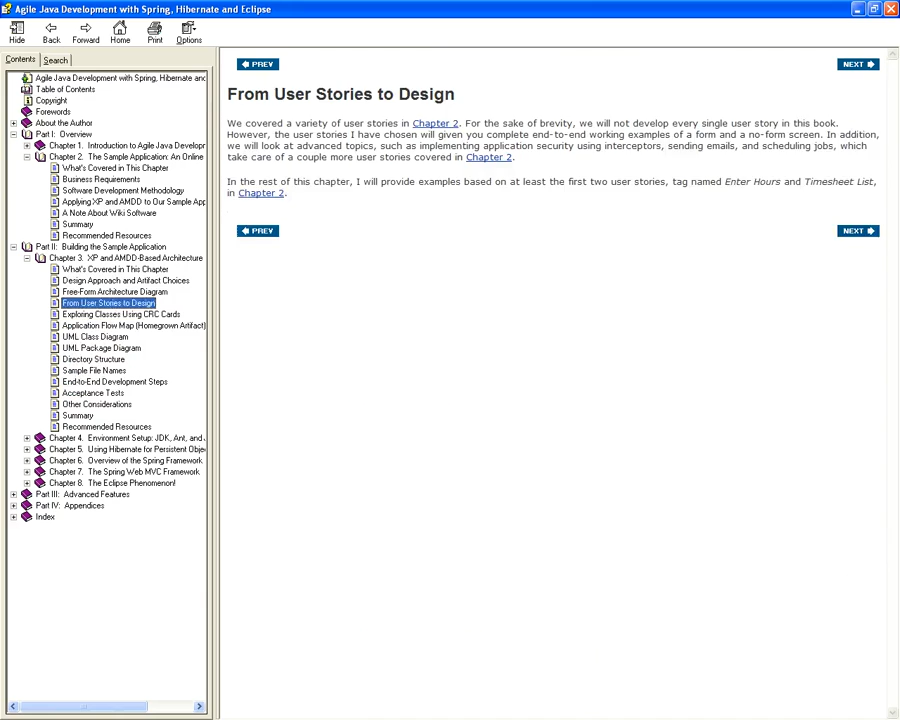 Agile Java Development with Spring, Hibernate and Eclipse
Hide Back Forward Home Print Options
Contents Search
Agile Java Development with Spring, Hibernate anc
Table of Contents
Copyright
Forewords
About the Author
Part I: Overview
Chapter 1. Introduction to Agile Java Developr
Chapter 2. The Sample Application: An Online
What's Covered in This Chapter
Business Requirements
Software Development Methodology
Applying XP and AMDD to Our Sample App
A Note About Wiki Software
Summary
Recommended Resources
Part II: Building the Sample Application
Chapter 3. XP and AMDD-Based Architecture
What's Covered in This Chapter
Design Approach and Artifact Choices
Free-Form Architecture Diagram
From User Stories to Design
Exploring Classes Using CRC Cards
Application Flow Map (Homegrown Artifact)
UML Class Diagram
UML Package Diagram
Directory Structure
Sample File Names
End-to-End Development Steps
Acceptance Tests
Other Considerations
Summary
Recommended Resources
Chapter 4. Environment Setup: JDK, Ant, and
Chapter 5. Using Hibernate for Persistent Obje
Chapter 6. Overview of the Spring Framework
Chapter 7. The Spring Web MVC Framework
Chapter 8. The Eclipse Phenomenon!
Part III: Advanced Features
Part IV: Appendices
Index
PREV NEXT
From User Stories to Design
We covered a variety of user stories in Chapter 2. For the sake of brevity, we will not develop every single user story in this book.
However, the user stories I have chosen will given you complete end-to-end working examples of a form and a no-form screen. In addition,
we will look at advanced topics, such as implementing application security using interceptors, sending emails, and scheduling jobs, which
take care of a couple more user stories covered in Chapter 2.
In the rest of this chapter, I will provide examples based on at least the first two user stories, tag named Enter Hours and Timesheet List,
in Chapter 2.
PREV NEXT